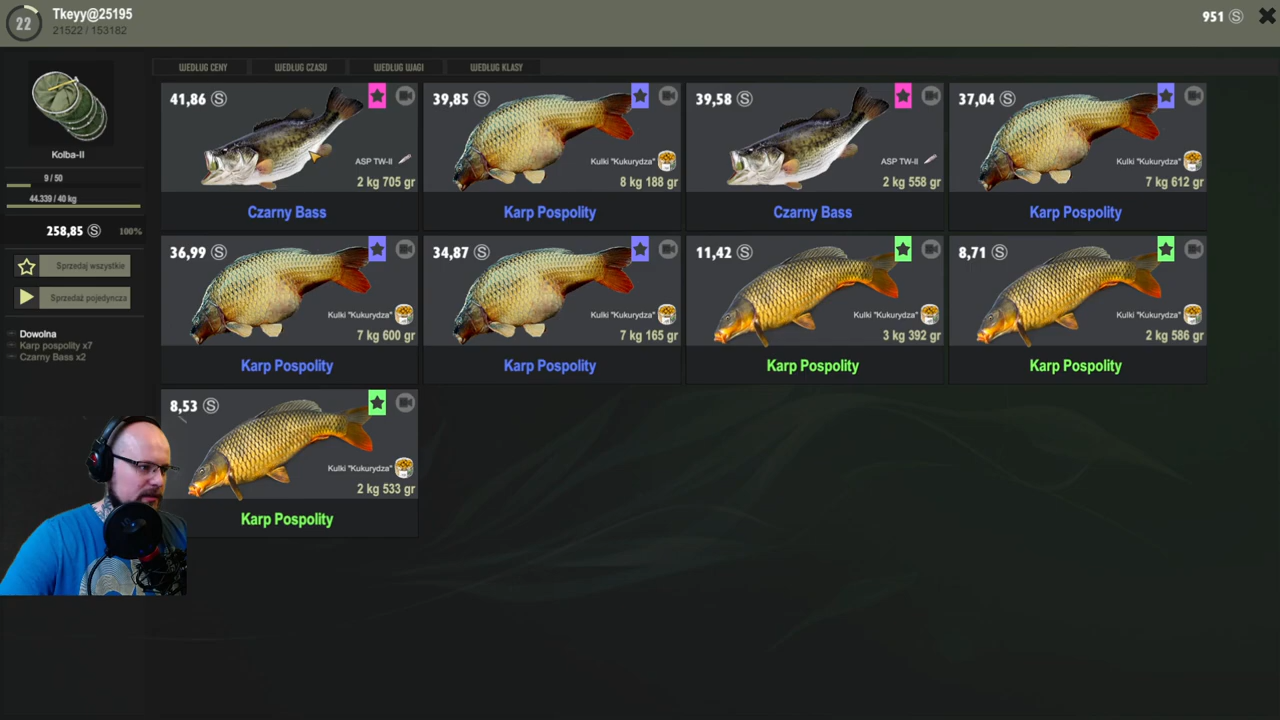 22
Tkeyy@25195
21522 / 153182
951 S
WEDŁUG CENY
WEDŁUG CZASU
WEDŁUG WAGI
WEDŁUG KLASY
Kolba-II
9 / 50
44.339 / 40 kg
258,85 S 100%
Sprzedaj wszystkie
Sprzedaż pojedyncza
Dowolna
Karp pospolity x7
Czarny Bass x2
41,86 S
ASP TW-II
2 kg 705 gr
Czarny Bass
39,85 S
Kulki "Kukurydza"
8 kg 188 gr
Karp Pospolity
39,58 S
ASP TW-II
2 kg 558 gr
Czarny Bass
37,04 S
Kulki "Kukurydza"
7 kg 612 gr
Karp Pospolity
36,99 S
Kulki "Kukurydza"
7 kg 600 gr
Karp Pospolity
34,87 S
Kulki "Kukurydza"
7 kg 165 gr
Karp Pospolity
11,42 S
Kulki "Kukurydza"
3 kg 392 gr
Karp Pospolity
8,71 S
Kulki "Kukurydza"
2 kg 586 gr
Karp Pospolity
8,53 S
Kulki "Kukurydza"
2 kg 533 gr
Karp Pospolity